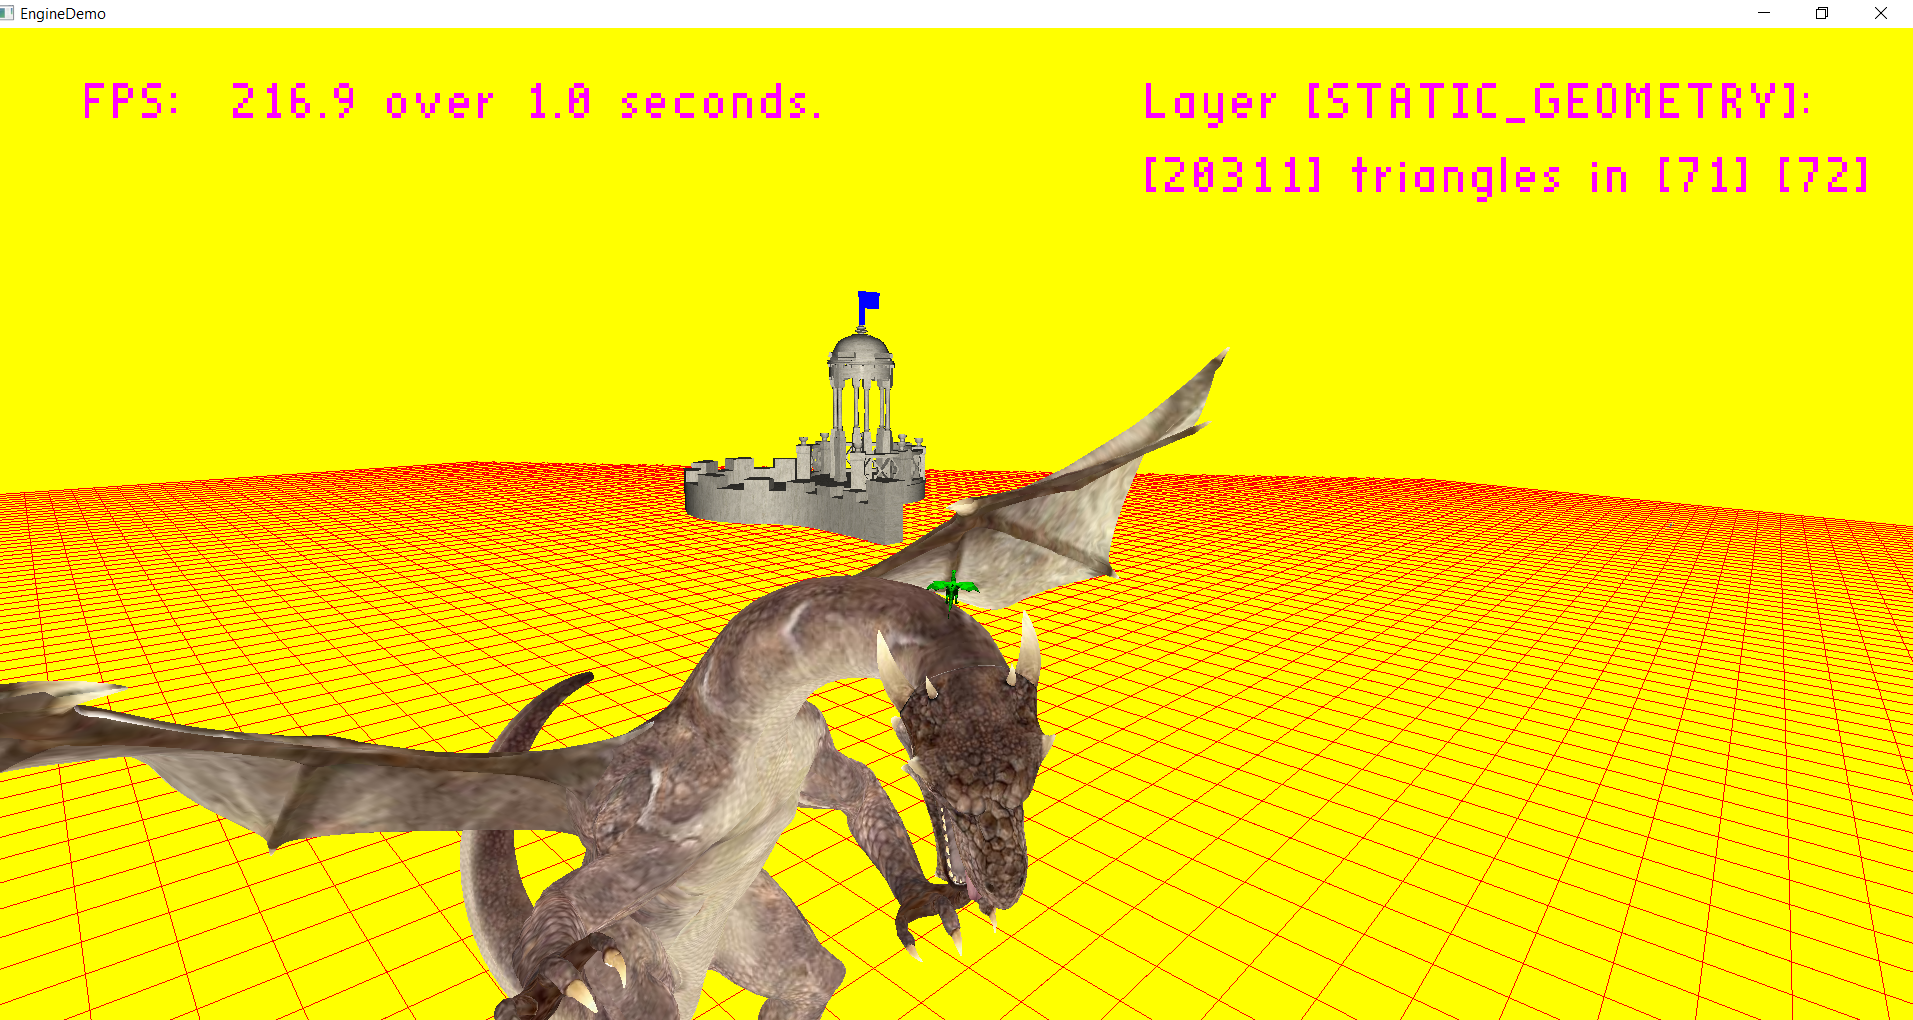 EngineDemo
FPS: 216.9 over 1.0 seconds.
Layer [STATIC_GEOMETRY]:
[20311] triangles in [71] [72]